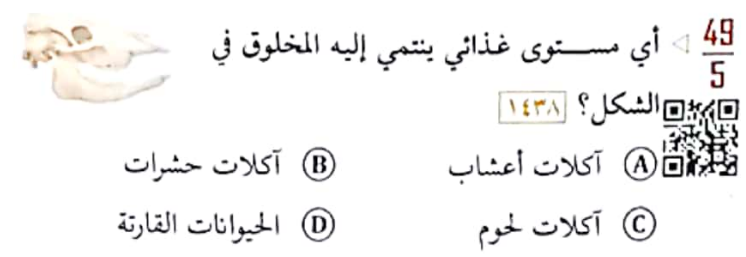 49/5 ◁ أي مستوى غذائي ينتمي إليه المخلوق في
الشكل؟ ١٤٣٨
A آكلات أعشاب B آكلات حشرات
C آكلات لحوم D الحيوانات القارتة